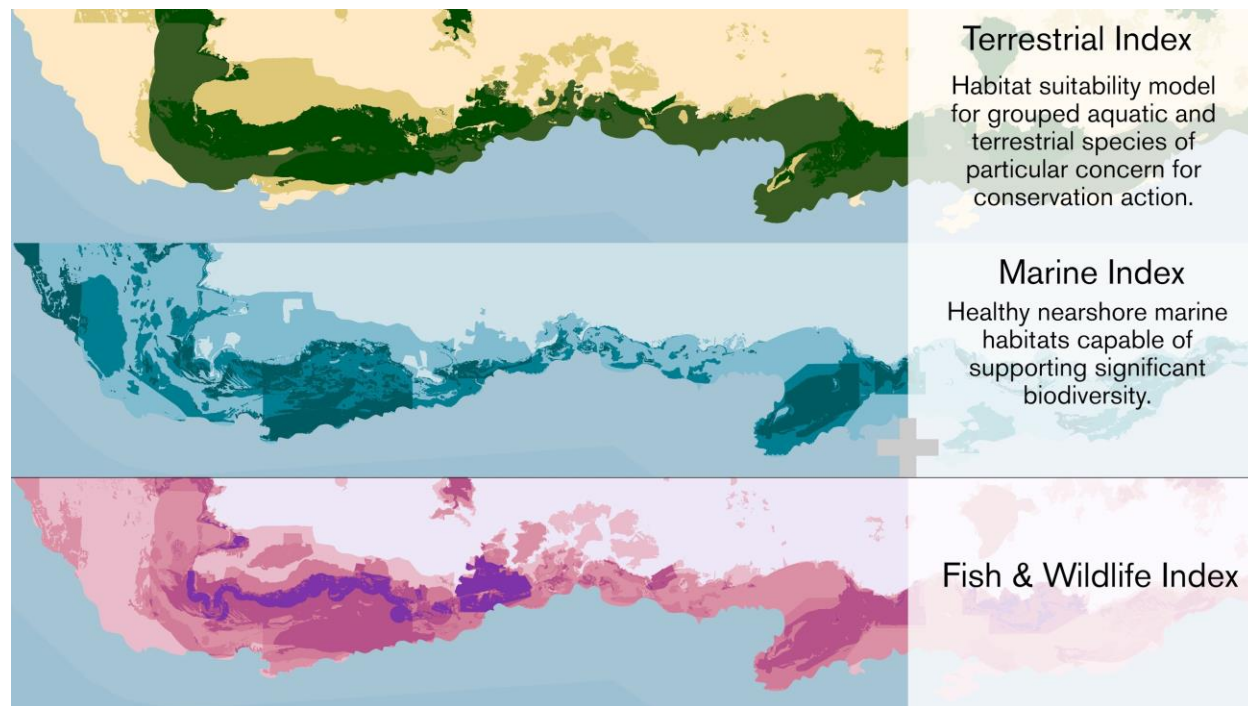 Terrestrial Index
Habitat suitability model
for grouped aquatic and
terrestrial species of
particular concern for
conservation action.
Marine Index
Healthy nearshore marine
habitats capable of
supporting significant
biodiversity.
Fish & Wildlife Index